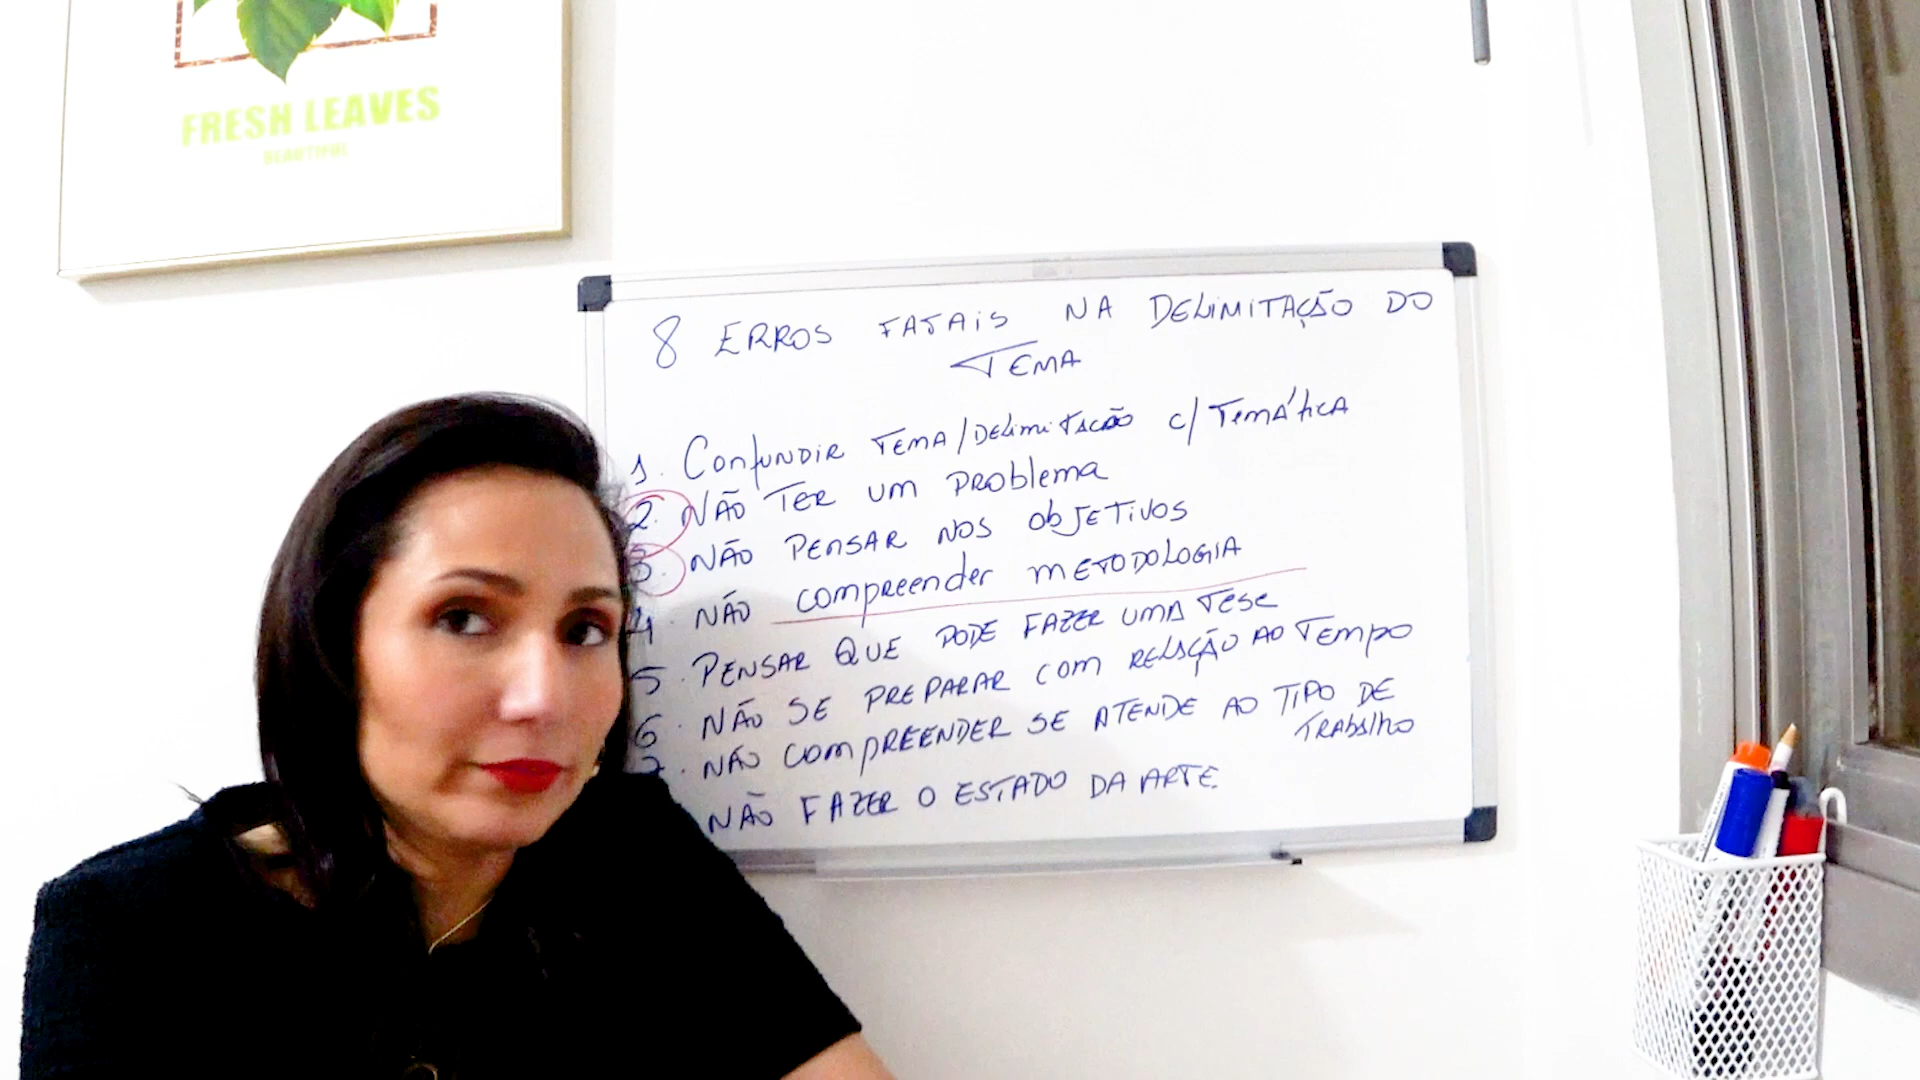 FRESH LEAVES
BEAUTIFUL
8 ERROS FATAIS NA DELIMITAÇÃO DO
TEMA
1. CONFUNDIR TEMA/DELIMITAÇÃO C/ TEMÁTICA
2. NÃO TER UM PROBLEMA
3. NÃO PENSAR NOS OBJETIVOS
4. NÃO COMPREENDER METODOLOGIA
5. PENSAR QUE PODE FAZER UMA TESE
6. NÃO SE PREPARAR COM RELAÇÃO AO TEMPO
7. NÃO COMPREENDER SE ATENDE AO TIPO DE
TRABALHO
NÃO FAZER O ESTADO DA ARTE.